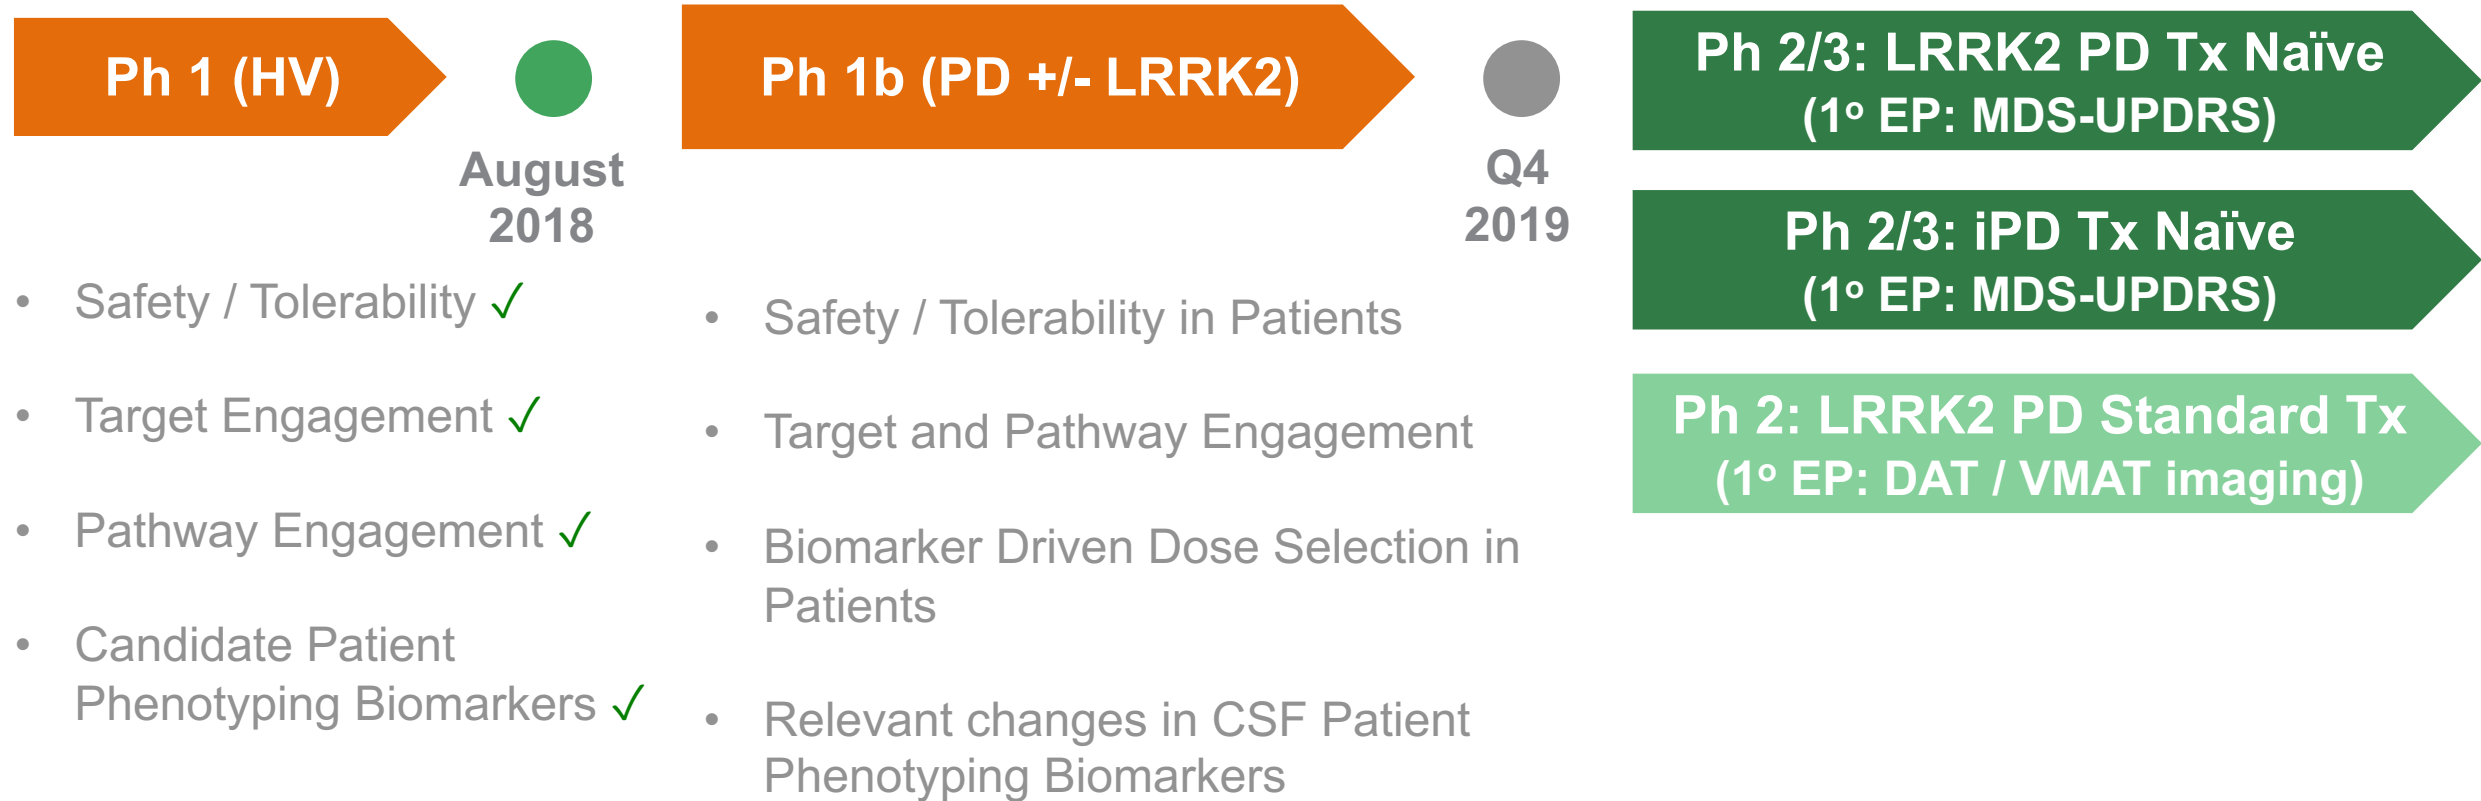 Ph 1 (HV)
August
2018
• Safety / Tolerability ✓
• Target Engagement ✓
• Pathway Engagement ✓
• Candidate Patient
Phenotyping Biomarkers ✓
Ph 1b (PD +/- LRRK2)
Q4
2019
• Safety / Tolerability in Patients
• Target and Pathway Engagement
• Biomarker Driven Dose Selection in
Patients
• Relevant changes in CSF Patient
Phenotyping Biomarkers
Ph 2/3: LRRK2 PD Tx Naïve
(1º EP: MDS-UPDRS)
Ph 2/3: iPD Tx Naïve
(1º EP: MDS-UPDRS)
Ph 2: LRRK2 PD Standard Tx
(1º EP: DAT / VMAT imaging)